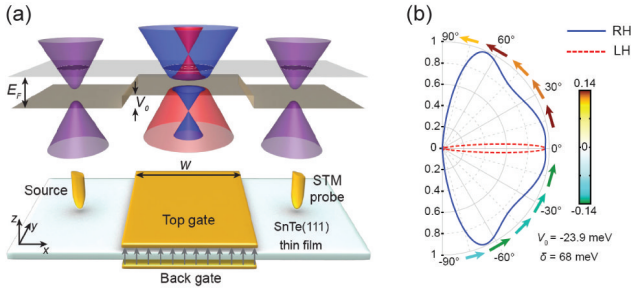 (a)
E_F
V_0
W
Source
STM
probe
Top gate
SnTe(111)
thin film
z
y
x
Back gate
(b)
90°
60°
30°
0°
-30°
-60°
-90°
1
0.8
0.6
0.4
0.2
0
0.2
0.4
0.6
0.8
1
RH
LH
0.14
-0.14
V_g = -23.9 meV
δ = 68 meV